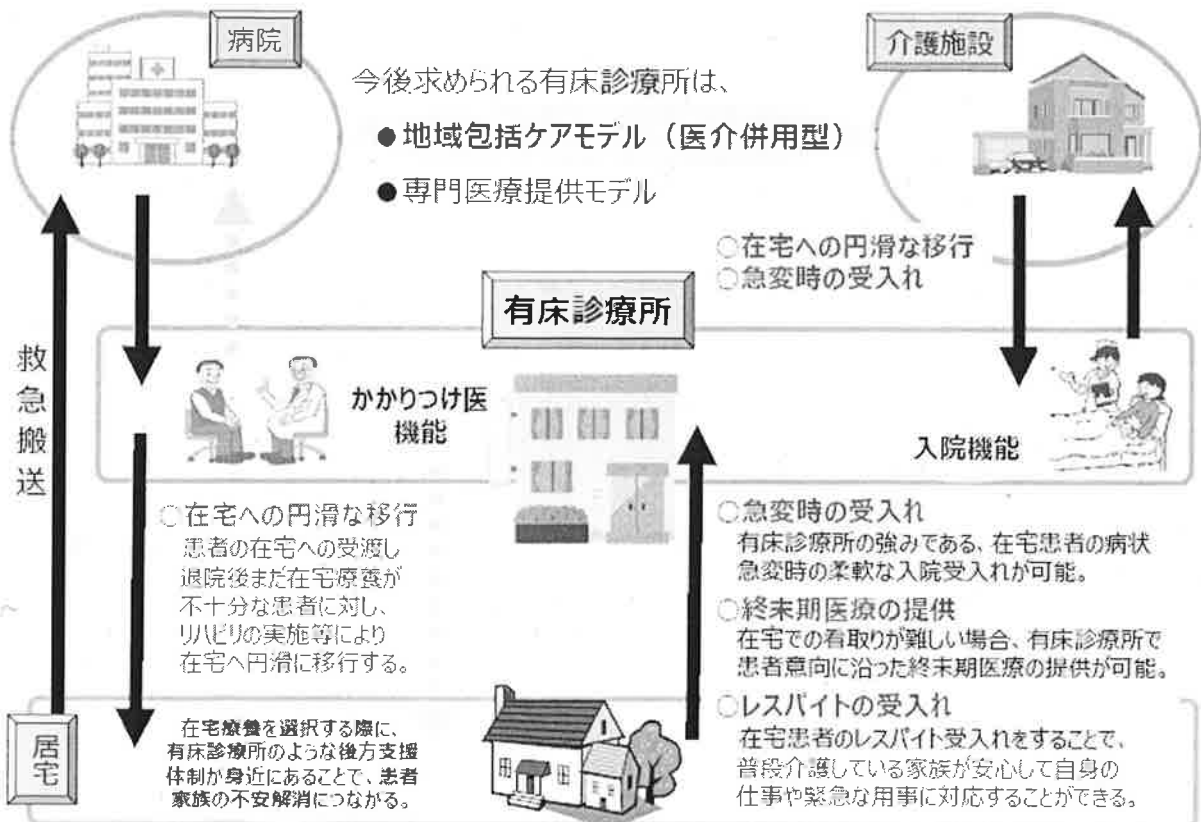 病院
介護施設
今後求められる有床診療所は、
●地域包括ケアモデル（医介併用型）
●専門医療提供モデル
○在宅への円滑な移行
○急変時の受入れ
有床診療所
救急搬送
かかりつけ医
機能
入院機能
○在宅への円滑な移行
患者の在宅への受渡し
退院後まだ在宅療養が
不十分な患者に対し、
リハビリの実施等により
在宅へ円滑に移行する。
○急変時の受入れ
有床診療所の強みである、在宅患者の病状
急変時の柔軟な入院受入れが可能。
○終末期医療の提供
在宅での看取りが難しい場合、有床診療所で
患者意向に沿った終末期医療の提供が可能。
○レスパイトの受入れ
在宅患者のレスパイト受入れをすることで、
普段介護している家族が安心して自身の
仕事や緊急な用事に対応することができる。
居宅
在宅療養を選択する際に、
有床診療所のような後方支援
体制が身近にあることで、患者
家族の不安解消につながる。